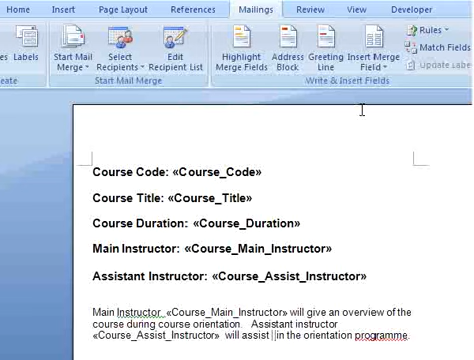 Home Insert Page Layout References Mailings Review View Developer
Labels
Start Mail Merge
Select Recipients
Edit Recipient List
Highlight Merge Fields
Address Block
Greeting Line
Insert Merge Field
Rules
Match Fields
Update Labe
eate
Start Mail Merge
Write & Insert Fields
Course Code: «Course_Code»
Course Title: «Course_Title»
Course Duration: «Course_Duration»
Main Instructor: «Course_Main_Instructor»
Assistant Instructor: «Course_Assist_Instructor»
Main Instructor «Course_Main_Instructor» will give an overview of the
course during course orientation. Assistant instructor
«Course_Assist_Instructor» will assist in the orientation programme.